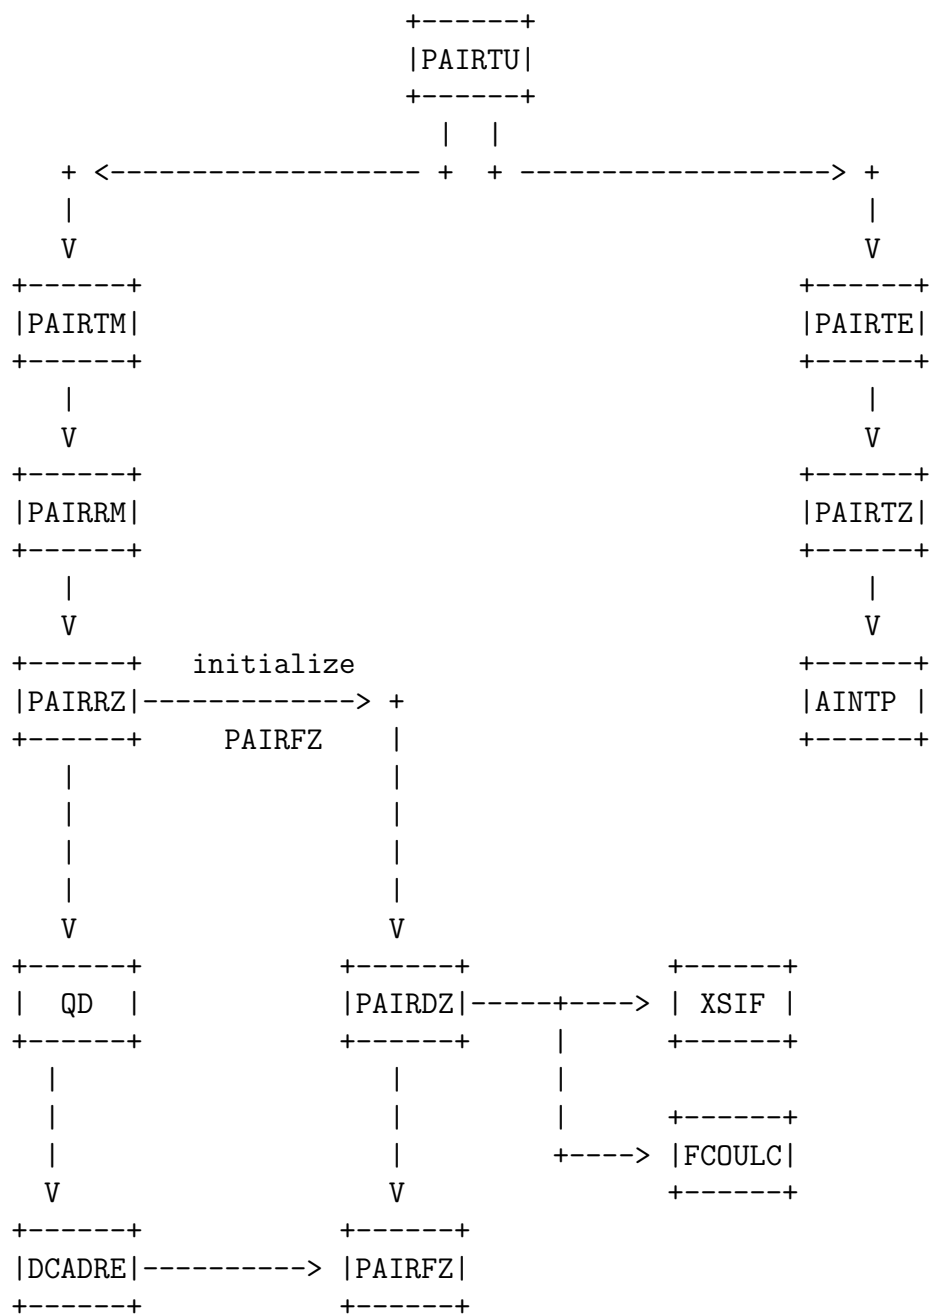 PAIRTU
PAIRTM PAIRTE
PAIRRM PAIRTZ
initialize
PAIRRZ AINTP
PAIRFZ
QD PAIRDZ XSIF
FCOULC
DCADRE PAIRFZ